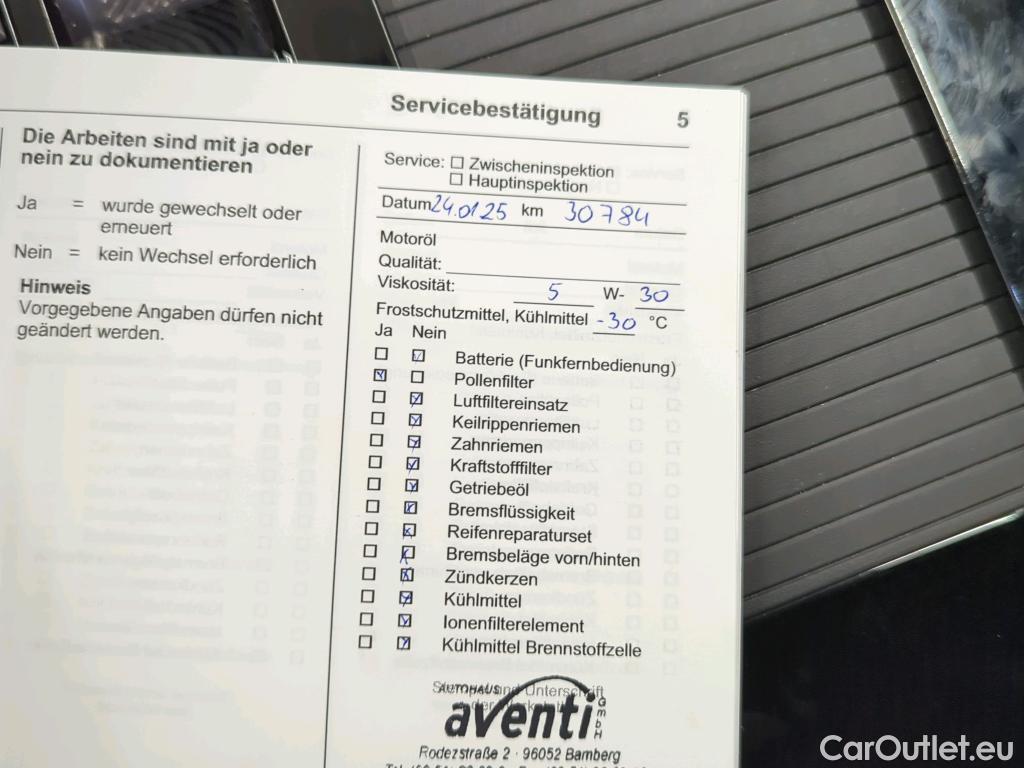 Servicebestätigung 5
Die Arbeiten sind mit ja oder
nein zu dokumentieren
Ja = wurde gewechselt oder
erneuert
Nein = kein Wechsel erforderlich
Hinweis
Vorgegebene Angaben dürfen nicht
geändert werden.
Service: ☐ Zwischeninspektion
☐ Hauptinspektion
Datum 24.01.25 km 30784
Motoröl
Qualität:
Viskosität: 5 W- 30
Frostschutzmittel, Kühlmittel -30 °C
Ja Nein
Batterie (Funkfernbedienung)
Pollenfilter
Luftfiltereinsatz
Keilrippenriemen
Zahnriemen
Kraftstofffilter
Getriebeöl
Bremsflüssigkeit
Reifenreparaturset
Bremsbeläge vorn/hinten
Zündkerzen
Kühlmittel
Ionenfilterelement
Kühlmittel Brennstoffzelle
Unterschrift
AUTOHAUS
aventi GmbH
Rodezstraße 2 · 96052 Bamberg
CarOutlet.eu